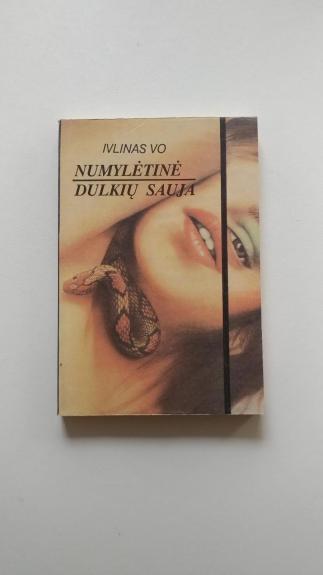 IVLINAS VO
NUMYLĖTINĖ
DULKIŲ SAUJA